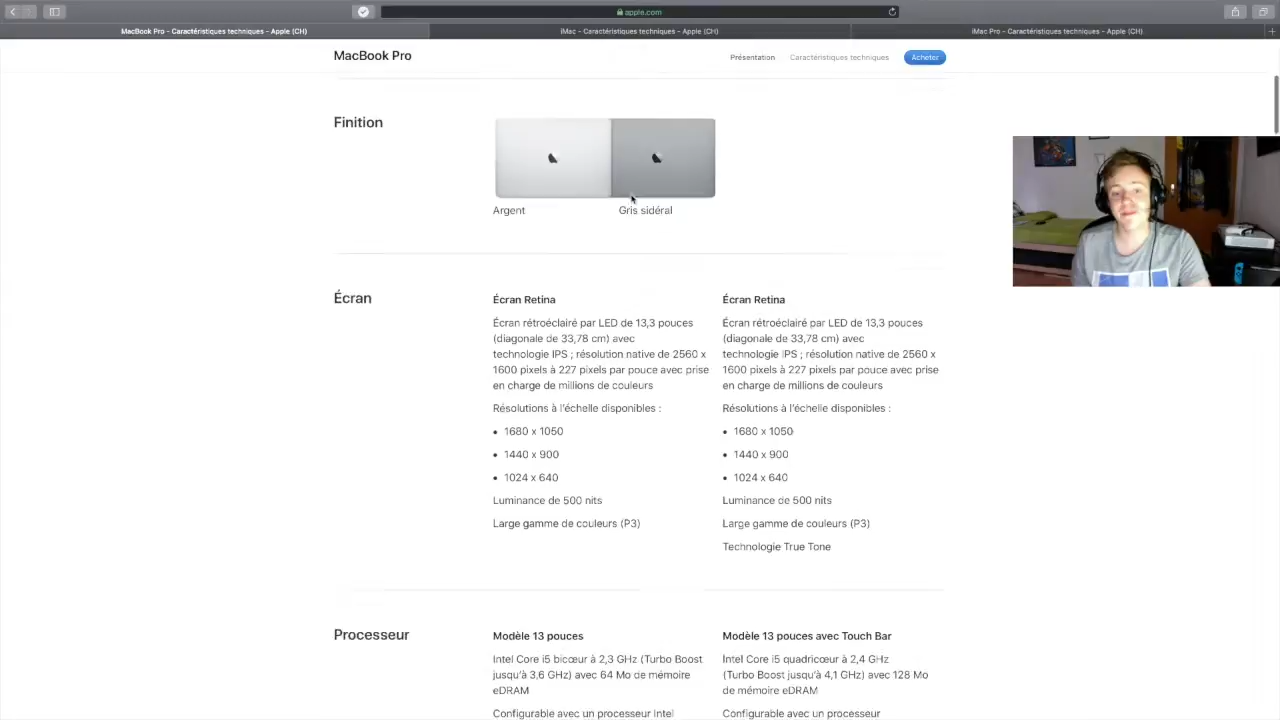 apple.com
MacBook Pro - Caractéristiques techniques - Apple (CH)
iMac - Caractéristiques techniques - Apple (CH)
iMac Pro - Caractéristiques techniques - Apple (CH)
MacBook Pro
Présentation
Caractéristiques techniques
Acheter
Finition
Argent
Gris sidéral
Écran
Écran Retina
Écran rétroéclairé par LED de 13,3 pouces
(diagonale de 33,78 cm) avec
technologie IPS ; résolution native de 2560 x
1600 pixels à 227 pixels par pouce avec prise
en charge de millions de couleurs
Résolutions à l'échelle disponibles :
• 1680 x 1050
• 1440 x 900
• 1024 x 640
Luminance de 500 nits
Large gamme de couleurs (P3)
Écran Retina
Écran rétroéclairé par LED de 13,3 pouces
(diagonale de 33,78 cm) avec
technologie IPS ; résolution native de 2560 x
1600 pixels à 227 pixels par pouce avec prise
en charge de millions de couleurs
Résolutions à l'échelle disponibles :
• 1680 x 1050
• 1440 x 900
• 1024 x 640
Luminance de 500 nits
Large gamme de couleurs (P3)
Technologie True Tone
Processeur
Modèle 13 pouces
Intel Core i5 bicœur à 2,3 GHz (Turbo Boost
jusqu'à 3,6 GHz) avec 64 Mo de mémoire
eDRAM
Configurable avec un processeur Intel
Modèle 13 pouces avec Touch Bar
Intel Core i5 quadricœur à 2,4 GHz
(Turbo Boost jusqu'à 4,1 GHz) avec 128 Mo
de mémoire eDRAM
Configurable avec un processeur